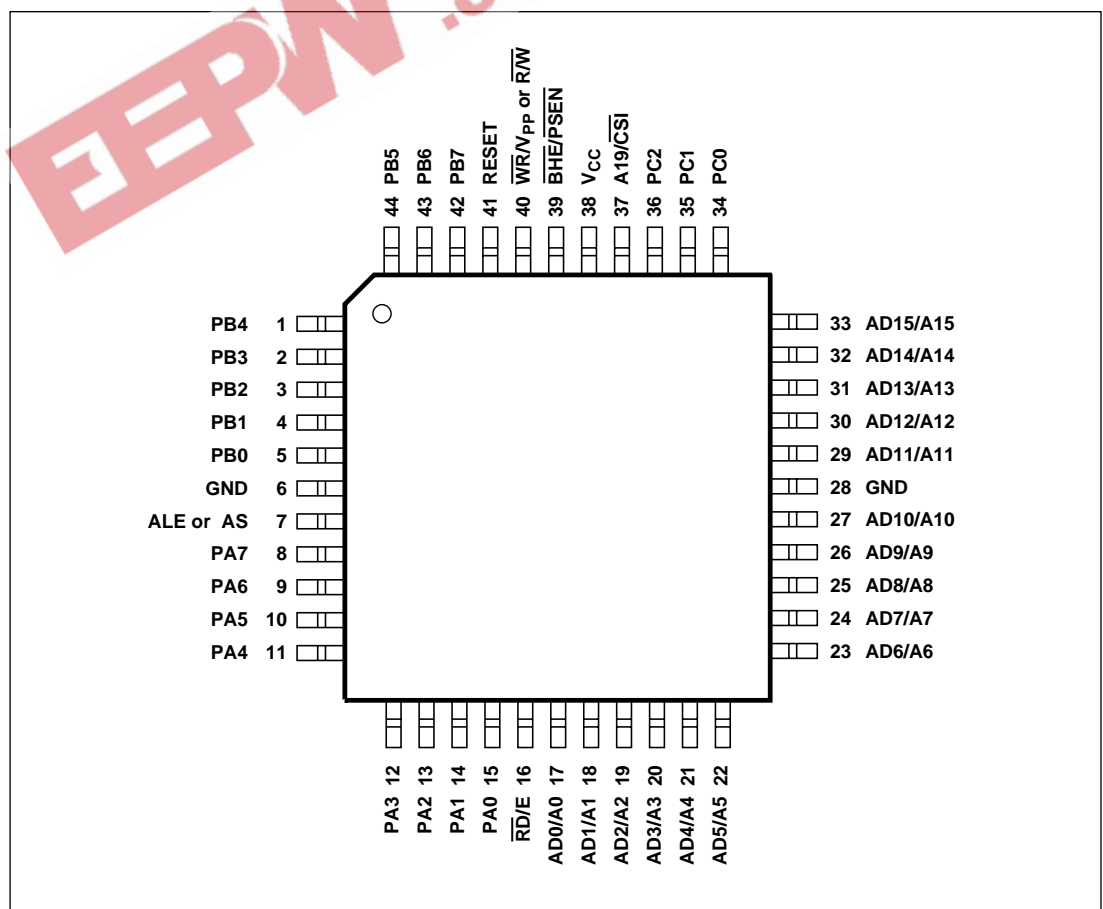 EEPW
PB5 44
PB6 43
PB7 42
RESET 41
W̅R̅/VPP or R̅/̅W̅ 40
B̅H̅E̅/P̅S̅E̅N̅ 39
VCC 38
A19/C̅S̅I̅ 37
PC2 36
PC1 35
PC0 34
PB4 1
PB3 2
PB2 3
PB1 4
PB0 5
GND 6
ALE or AS 7
PA7 8
PA6 9
PA5 10
PA4 11
33 AD15/A15
32 AD14/A14
31 AD13/A13
30 AD12/A12
29 AD11/A11
28 GND
27 AD10/A10
26 AD9/A9
25 AD8/A8
24 AD7/A7
23 AD6/A6
PA3 12
PA2 13
PA1 14
PA0 15
R̅D̅/E 16
AD0/A0 17
AD1/A1 18
AD2/A2 19
AD3/A3 20
AD4/A4 21
AD5/A5 22